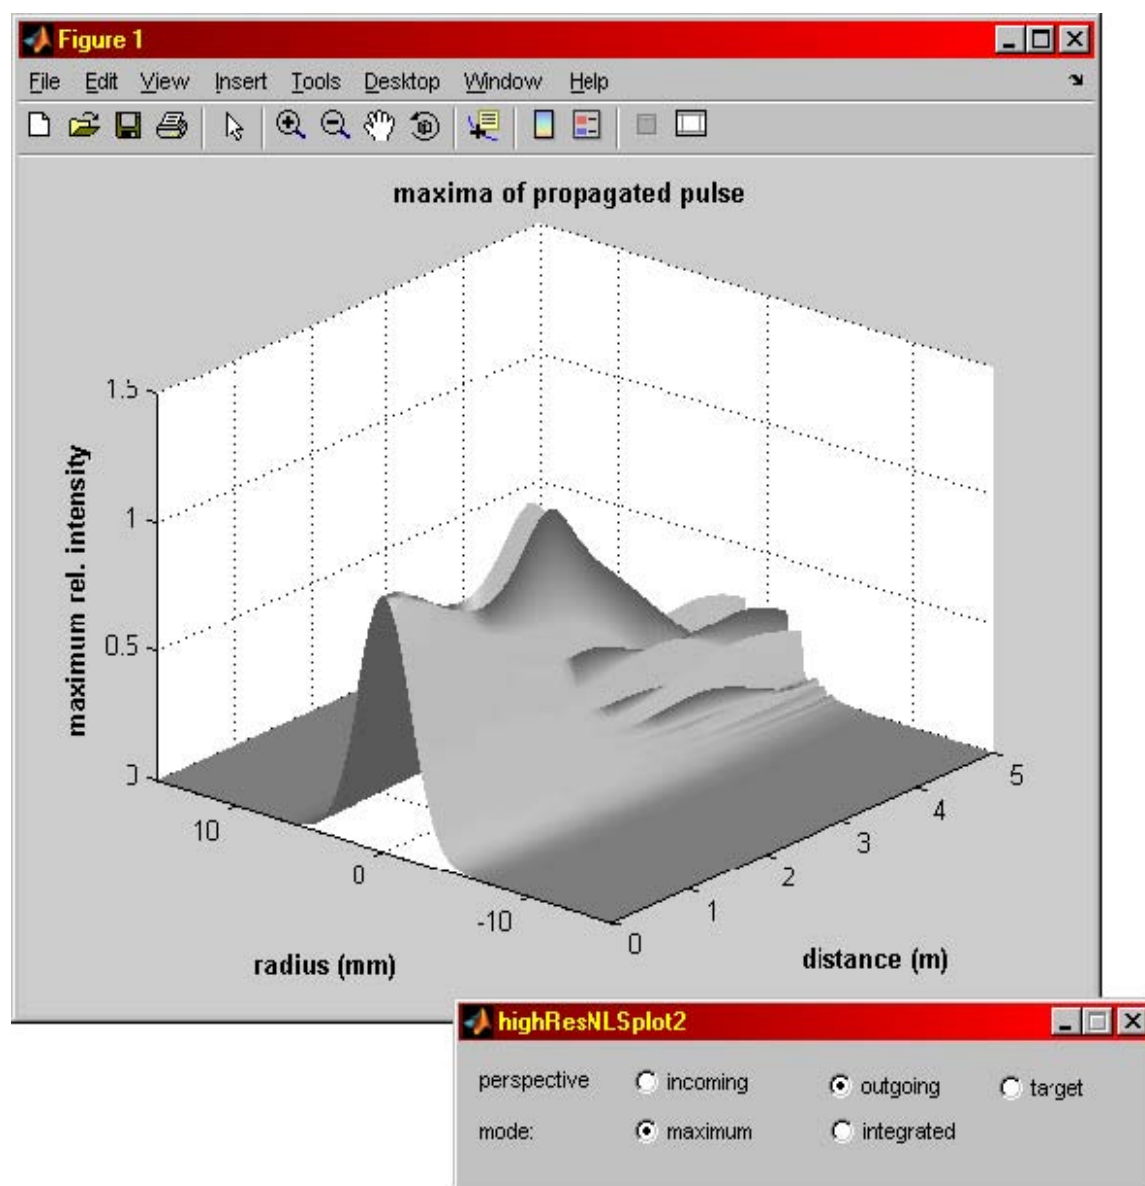 Figure 1
File Edit View Insert Tools Desktop Window Help
maxima of propagated pulse
maximum rel. intensity
1.5
1
0.5
0
10
0
-10
radius (mm)
0
1
2
3
4
5
distance (m)
highResNLSplot2
perspective incoming outgoing target
mode: maximum integrated